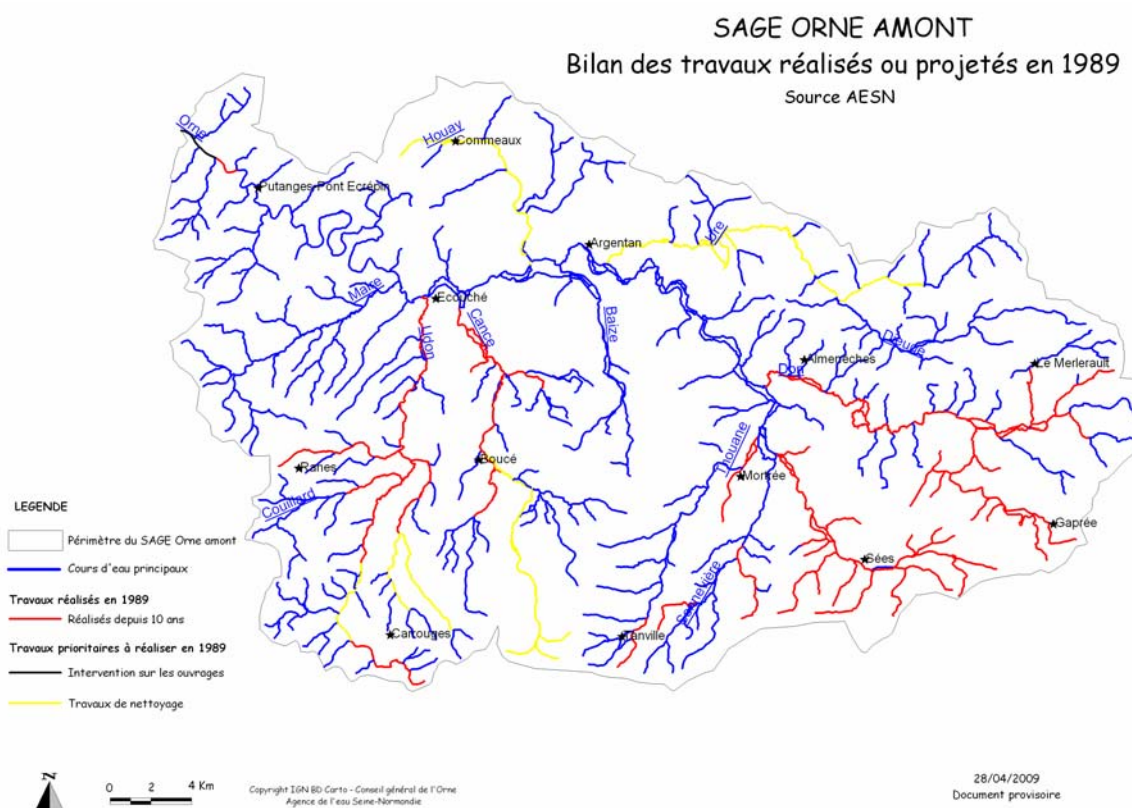 SAGE ORNE AMONT
Bilan des travaux réalisés ou projetés en 1989
Source AESN
Orne
Houay
Commeaux
Putanges-Pont Ecrépin
Argentan
Ure
Maire
Ecouché
Cance
Udon
Baize
Dieuge
Almenèches
Le Merlerault
Don
Thouane
Boucé
Mortrée
Ranes
Couillard
Gaprée
Sées
Sennevière
Tanville
Carrouges
LEGENDE
Périmètre du SAGE Orne amont
Cours d'eau principaux
Travaux réalisés en 1989
Réalisés depuis 10 ans
Travaux prioritaires à réaliser en 1989
Intervention sur les ouvrages
Travaux de nettoyage
N
0 2 4 Km
Copyright IGN BD Carto - Conseil général de l'Orne
Agence de l'eau Seine-Normandie
28/04/2009
Document provisoire